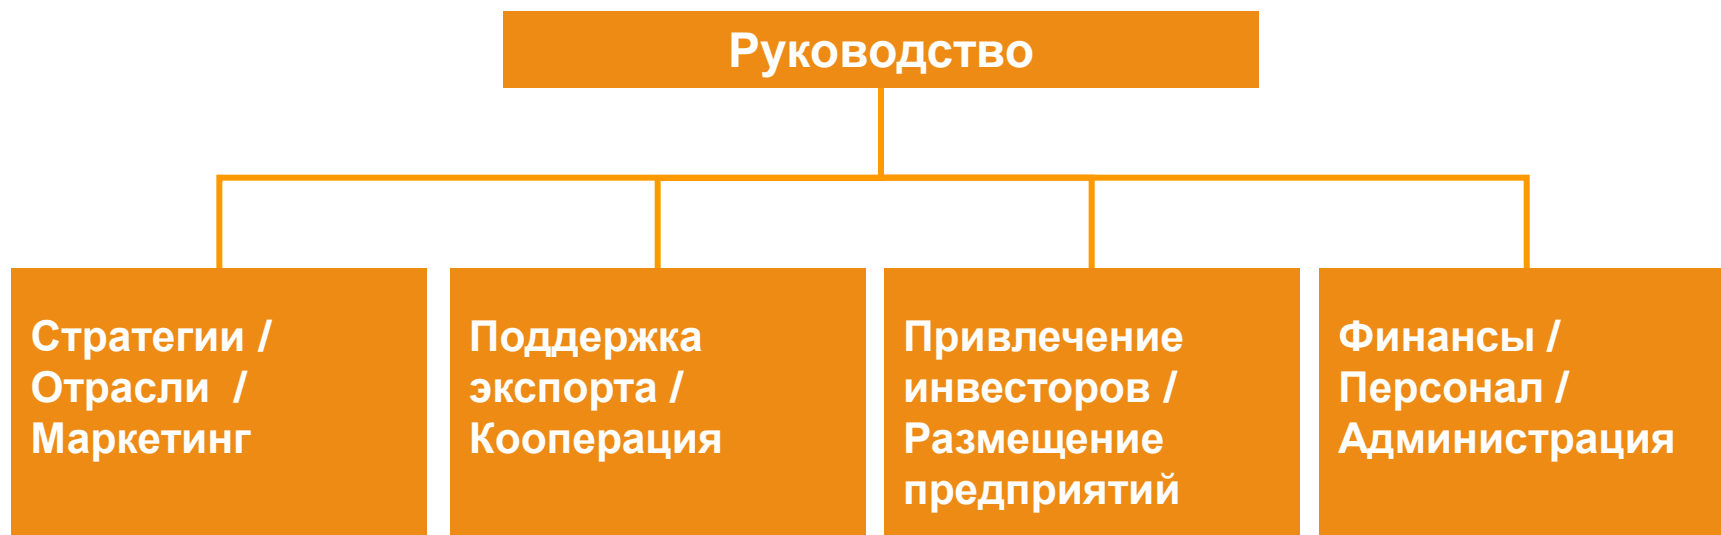 Руководство
Стратегии /
Отрасли /
Маркетинг
Поддержка
экспорта /
Кооперация
Привлечение
инвесторов /
Размещение
предприятий
Финансы /
Персонал /
Администрация